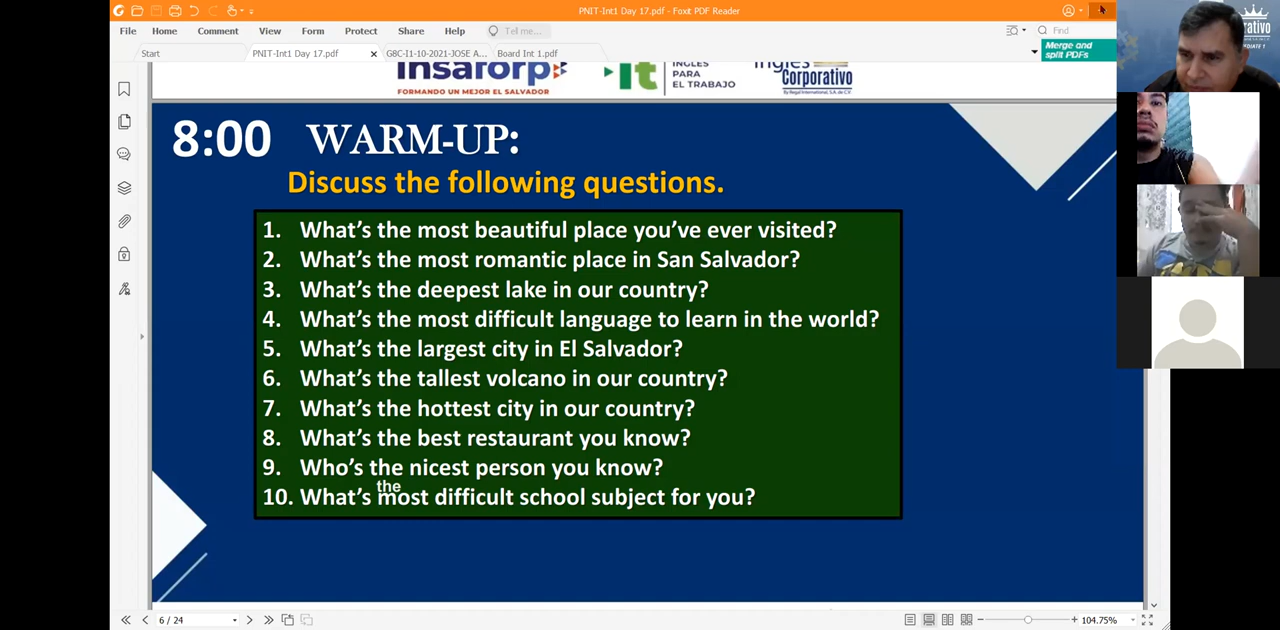 PNIT-Int1 Day 17.pdf - Foxit PDF Reader
File Home Comment View Form Protect Share Help Tell me... Find
Start PNIT-Int1 Day 17.pdf G8C-I1-10-2021-JOSE A... Board Int 1.pdf
Merge and
split PDFs
insaforp
FORMANDO UN MEJOR EL SALVADOR
it
INGLÉS
PARA
EL TRABAJO
Inglés
Corporativo
8:00 WARM-UP:
Discuss the following questions.
1. What's the most beautiful place you've ever visited?
2. What's the most romantic place in San Salvador?
3. What's the deepest lake in our country?
4. What's the most difficult language to learn in the world?
5. What's the largest city in El Salvador?
6. What's the tallest volcano in our country?
7. What's the hottest city in our country?
8. What's the best restaurant you know?
9. Who's the nicest person you know?
the
10. What's most difficult school subject for you?
6 / 24
104.75%